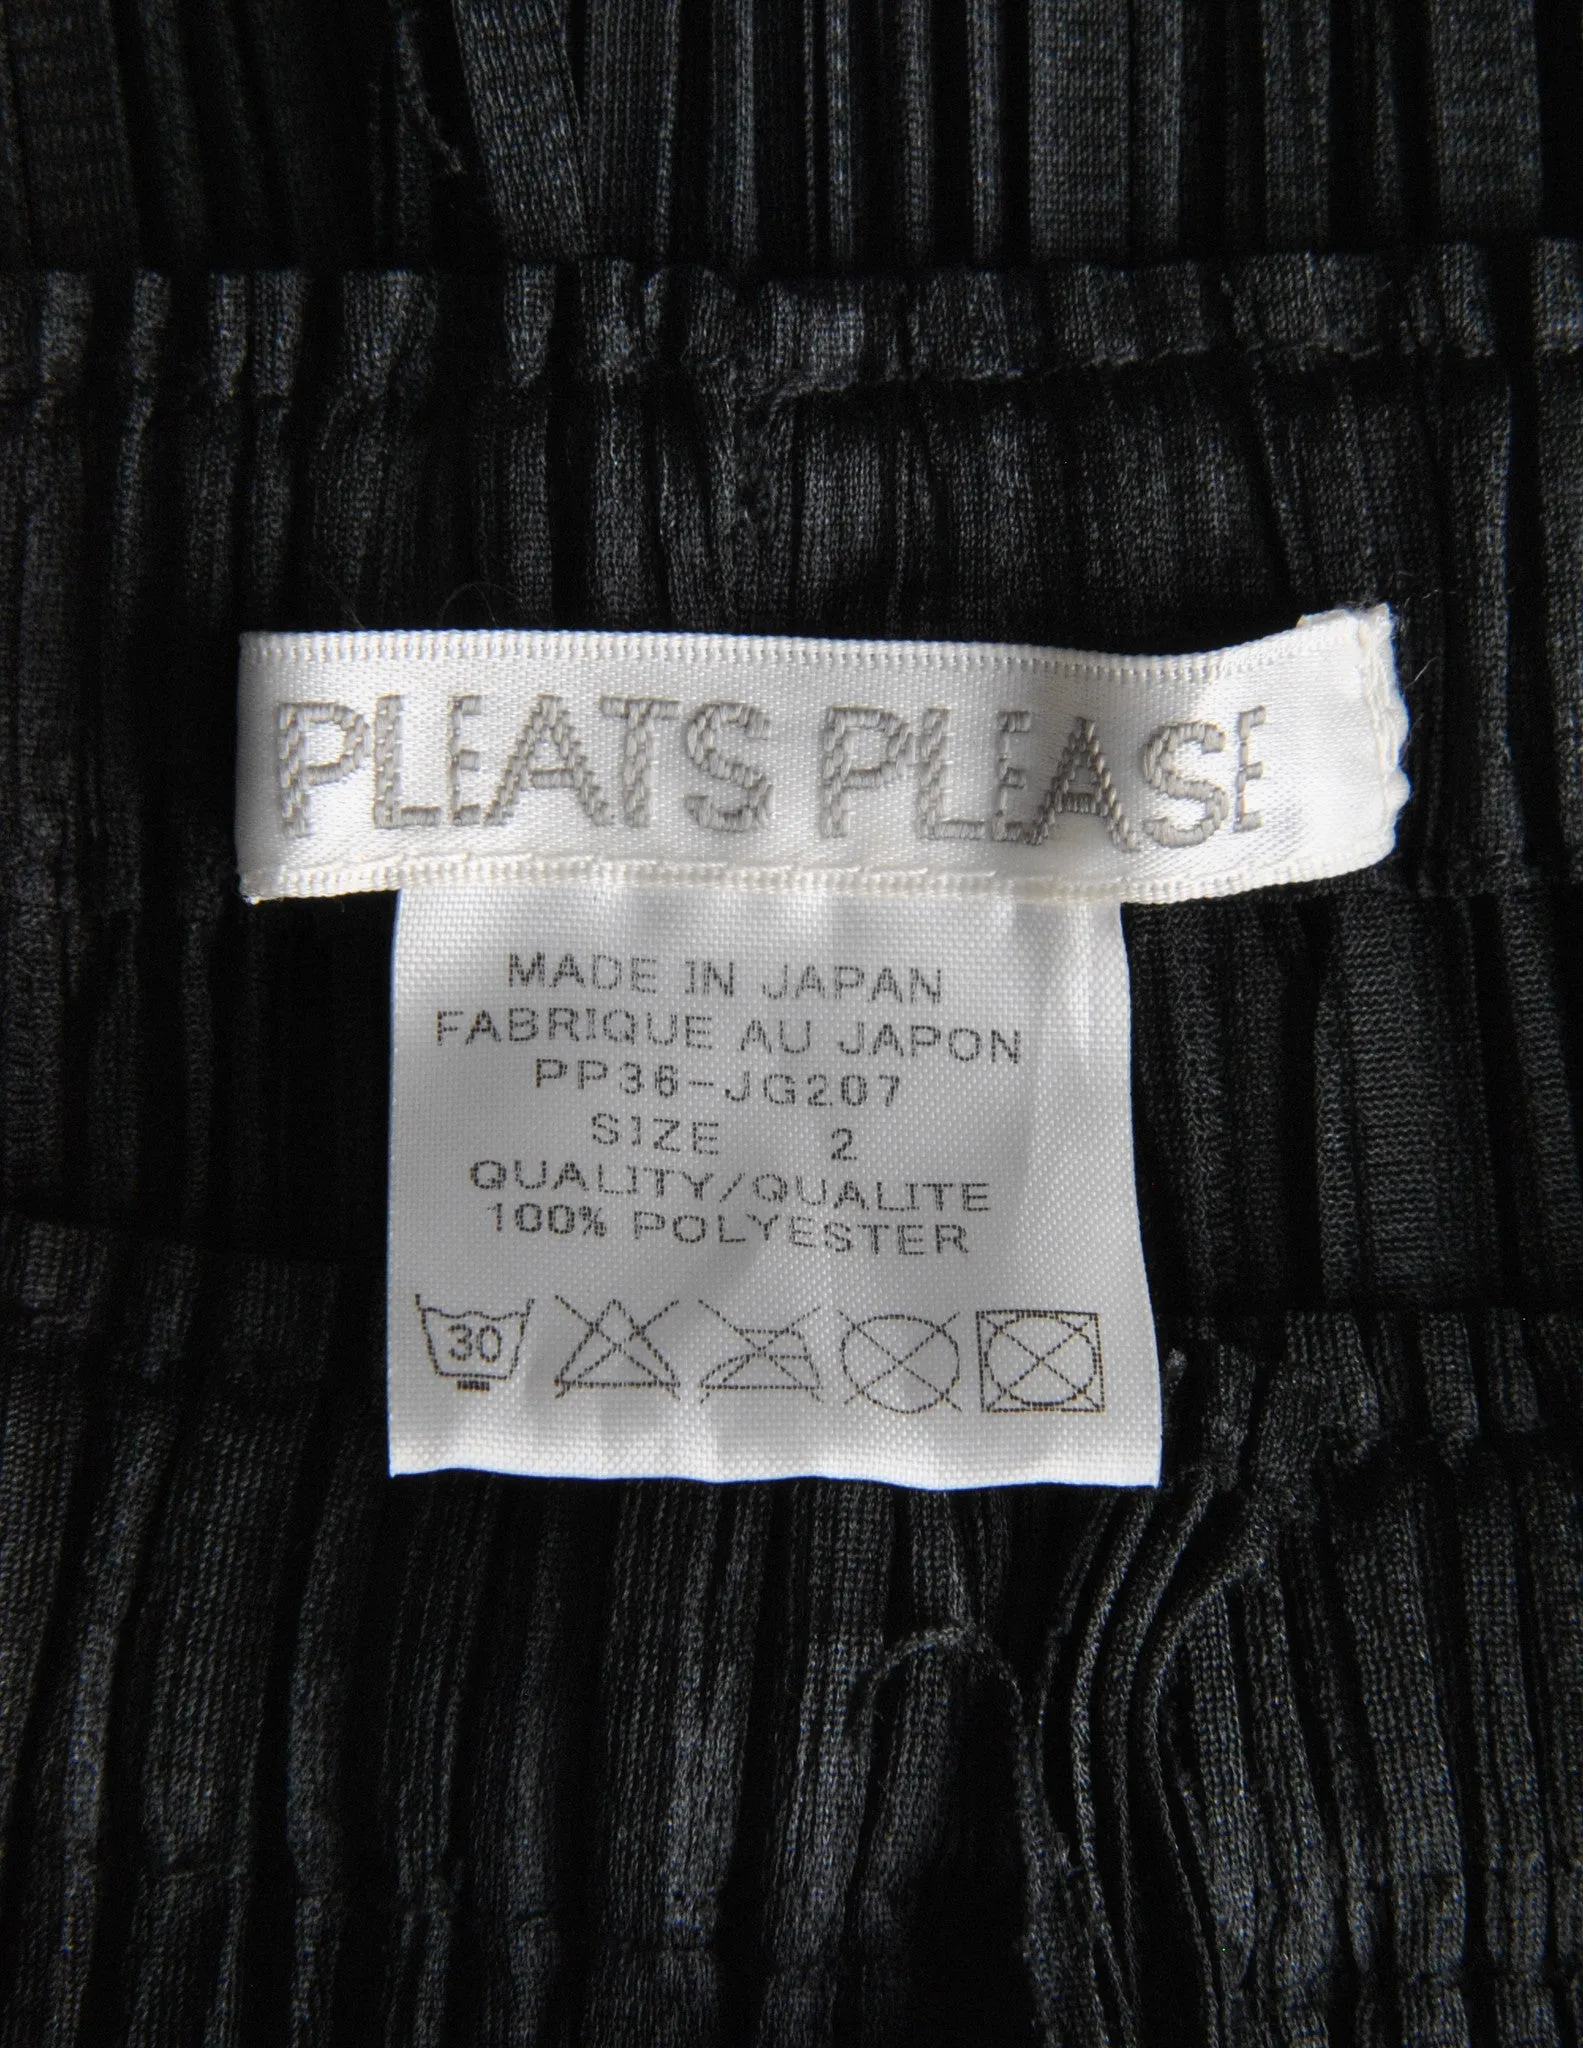 PLEATS PLEASE
MADE IN JAPAN
FABRIQUE AU JAPON
PP36-JG207
SIZE 2
QUALITY/QUALITE
100% POLYESTER
30